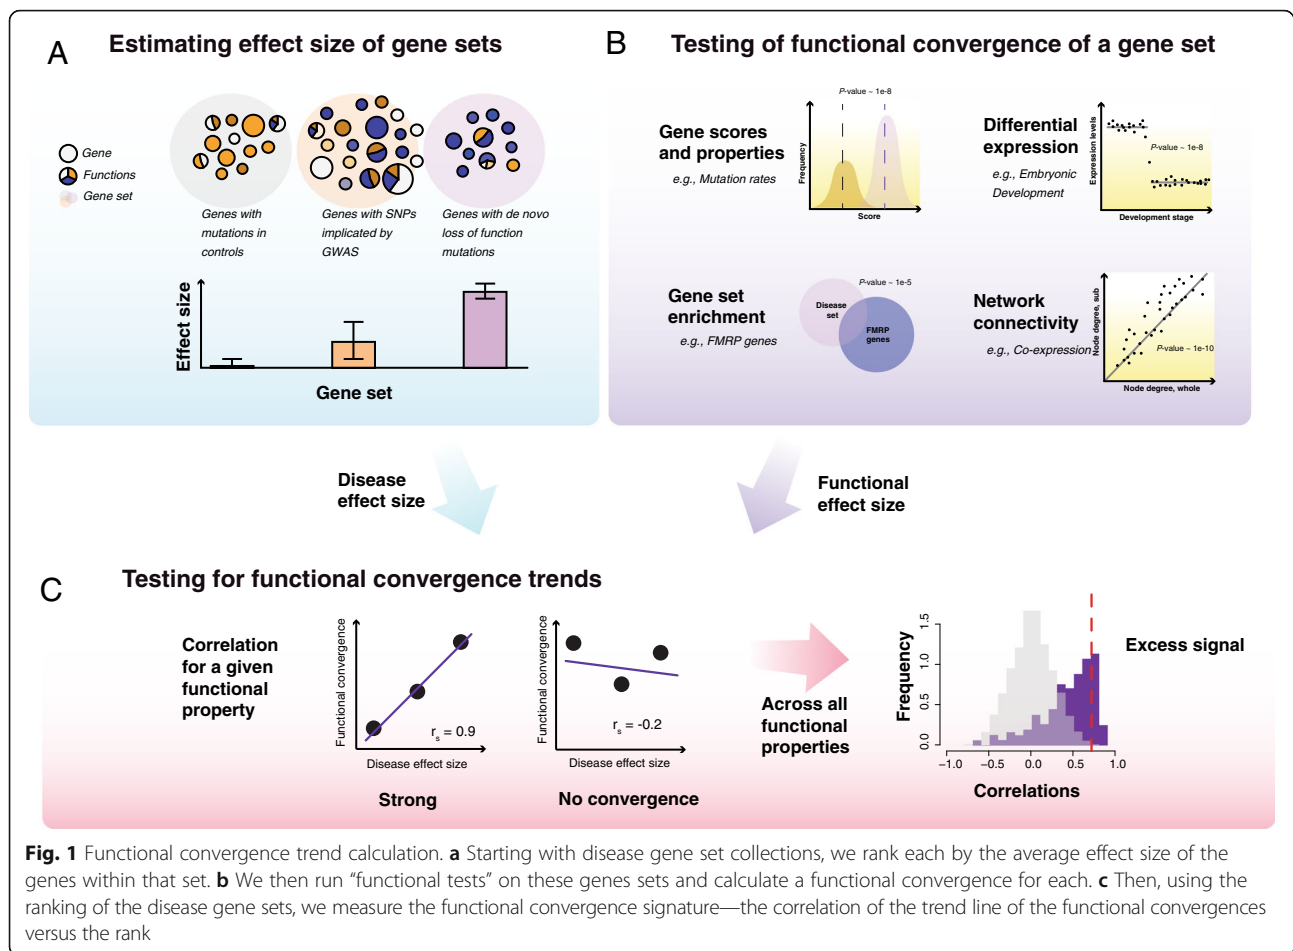 A
Estimating effect size of gene sets
Gene
Functions
Gene set
Genes with
mutations in
controls
Genes with SNPs
implicated by
GWAS
Genes with de novo
loss of function
mutations
Effect size
Gene set
B
Testing of functional convergence of a gene set
Gene scores
and properties
e.g., Mutation rates
P-value ~ 1e-8
Frequency
Score
Differential
expression
e.g., Embryonic
Development
Expression levels
P-value ~ 1e-8
Development stage
Gene set
enrichment
e.g., FMRP genes
P-value ~ 1e-5
Disease
set
FMRP
genes
Network
connectivity
e.g., Co-expression
Node degree, sub
P-value ~ 1e-10
Node degree, whole
Disease
effect size
Functional
effect size
C
Testing for functional convergence trends
Correlation
for a given
functional
property
Functional convergence
rs = 0.9
Disease effect size
Strong
Functional convergence
rs = -0.2
Disease effect size
No convergence
Across all
functional
properties
Frequency
1.5
1.0
0.5
0.0
−1.0 −0.5 0.0 0.5 1.0
Correlations
Excess signal
Fig. 1 Functional convergence trend calculation. a Starting with disease gene set collections, we rank each by the average effect size of the
genes within that set. b We then run “functional tests” on these genes sets and calculate a functional convergence for each. c Then, using the
ranking of the disease gene sets, we measure the functional convergence signature—the correlation of the trend line of the functional convergences
versus the rank